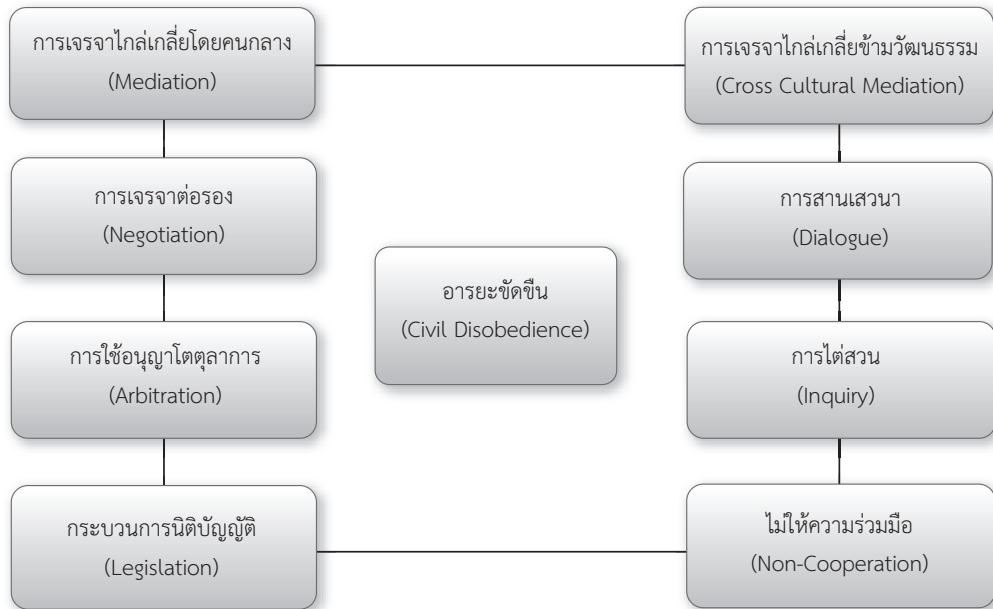 การเจรจาไกล่เกลี่ยโดยคนกลาง
(Mediation)
การเจรจาไกล่เกลี่ยข้ามวัฒนธรรม
(Cross Cultural Mediation)
การเจรจาต่อรอง
(Negotiation)
การสานเสวนา
(Dialogue)
อารยะขัดขืน
(Civil Disobedience)
การใช้อนุญาโตตุลาการ
(Arbitration)
การไต่สวน
(Inquiry)
กระบวนการนิติบัญญัติ
(Legislation)
ไม่ให้ความร่วมมือ
(Non-Cooperation)